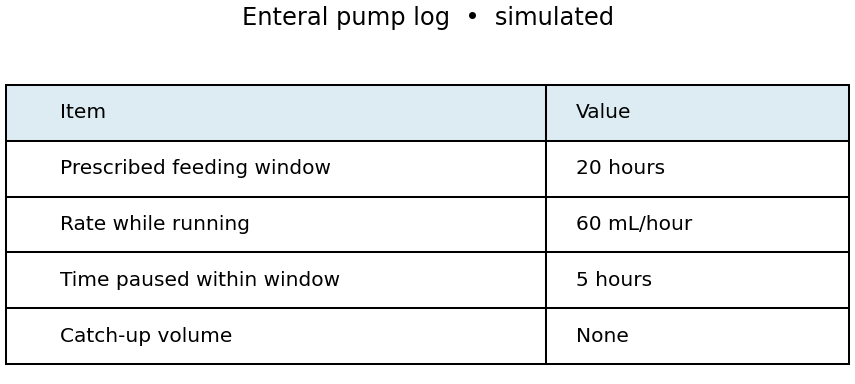 Enteral pump log • simulated
Item Value
Prescribed feeding window 20 hours
Rate while running 60 mL/hour
Time paused within window 5 hours
Catch-up volume None